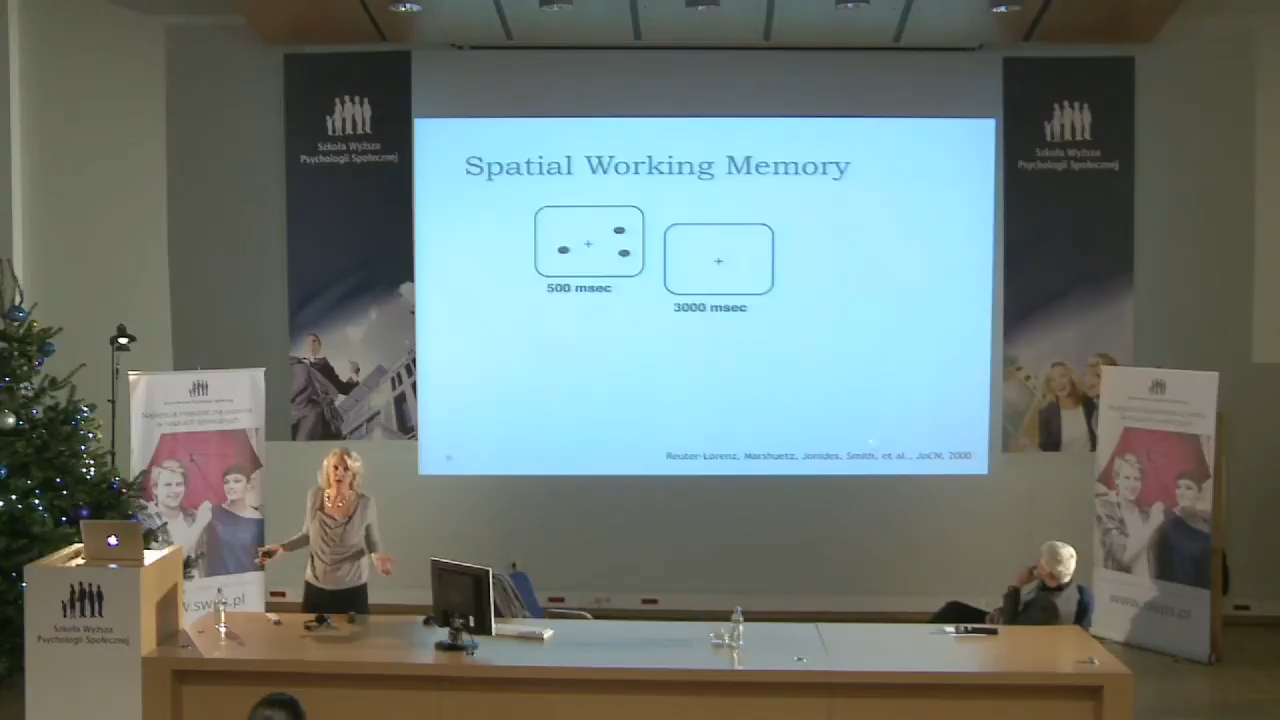 Szkoła Wyższa
Psychologii Społecznej
Spatial Working Memory
500 msec
3000 msec
Reuter-Lorenz, Marshuetz, Jonides, Smith, et al., JoCN, 2000
Szkoła Wyższa
Psychologii Społecznej
www.swps.pl
Szkoła Wyższa
Psychologii Społecznej